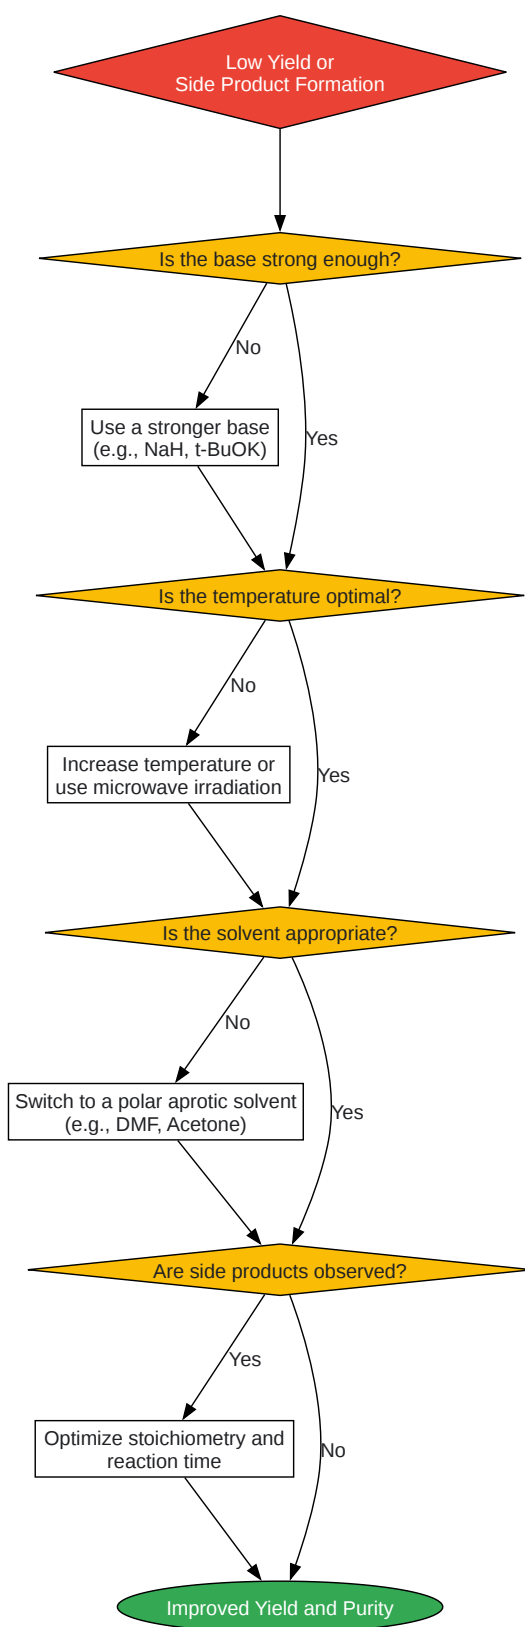 Low Yield or
Side Product Formation
Is the base strong enough?
No
Use a stronger base
(e.g., NaH, t-BuOK)
Yes
Is the temperature optimal?
No
Increase temperature or
use microwave irradiation
Yes
Is the solvent appropriate?
No
Switch to a polar aprotic solvent
(e.g., DMF, Acetone)
Yes
Are side products observed?
Yes
Optimize stoichiometry and
reaction time
No
Improved Yield and Purity